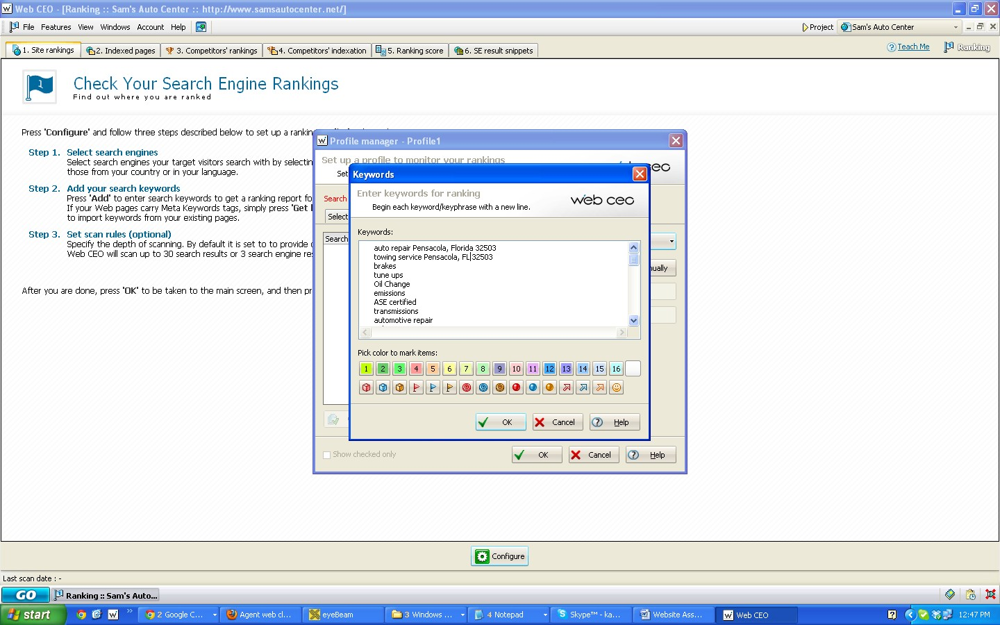 Web CEO - [Ranking :: Sam's Auto Center :: http://www.samsautocenter.net/]
File Features View Windows Account Help
Project Sam's Auto Center
1. Site rankings 2. Indexed pages 3. Competitors' rankings 4. Competitors' indexation 5. Ranking score 6. SE result snippets
Teach Me Ranking
Check Your Search Engine Rankings
Find out where you are ranked
Press 'Configure' and follow three steps described below to set up a rankin
Step 1. Select search engines
Select search engines your target visitors search with by selectin
those from your country or in your language.
Step 2. Add your search keywords
Press 'Add' to enter search keywords to get a ranking report fo
If your Web pages carry Meta Keywords tags, simply press 'Get
to import keywords from your existing pages.
Step 3. Set scan rules (optional)
Specify the depth of scanning. By default it is set to to provide
Web CEO will scan up to 30 search results or 3 search engine re
After you are done, press 'OK' to be taken to the main screen, and then pr
Profile manager - Profile1
Set up a profile to monitor your rankings
Set
ceo
Search
Select
Search
nually
Keywords
Enter keywords for ranking
Begin each keyword/keyphrase with a new line.
web ceo
Keywords:
auto repair Pensacola, Florida 32503
towing service Pensacola, FL 32503
brakes
tune ups
Oil Change
emissions
ASE certified
transmissions
automotive repair
Pick color to mark items:
1 2 3 4 5 6 7 8 9 10 11 12 13 14 15 16
OK Cancel Help
Show checked only
OK Cancel Help
Configure
Last scan date : -
GO Ranking :: Sam's Auto...
start 2 Google C... Agent web cl... eyeBeam 3 Windows ... 4 Notepad Skype™ - ka... Website Ass... Web CEO 12:47 PM